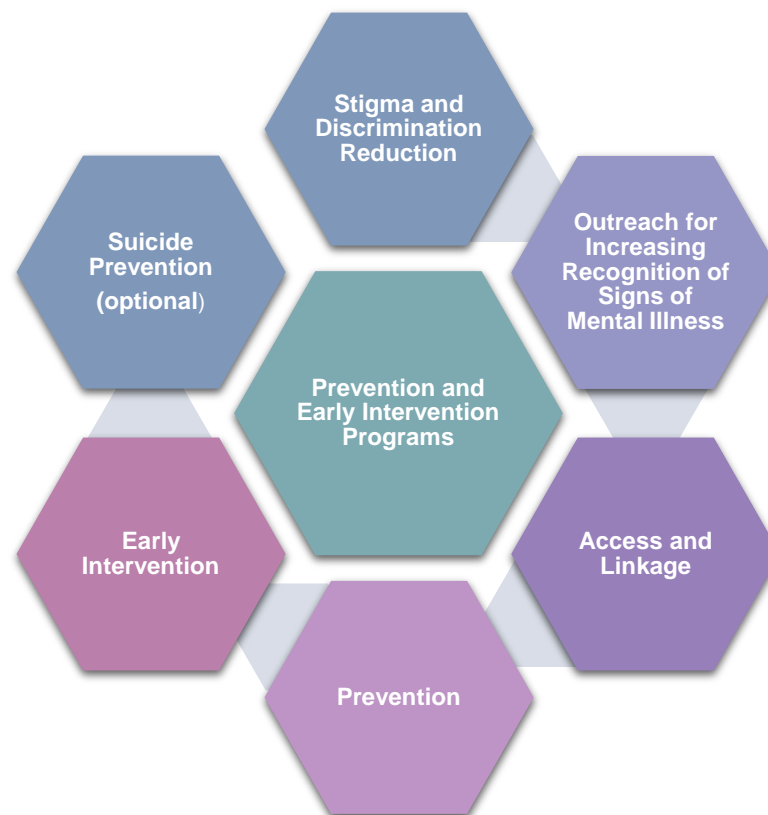 Stigma and
Discrimination
Reduction
Outreach for
Increasing
Recognition of
Signs of
Mental Illness
Access and
Linkage
Prevention
Early
Intervention
Suicide
Prevention
(optional)
Prevention and
Early Intervention
Programs